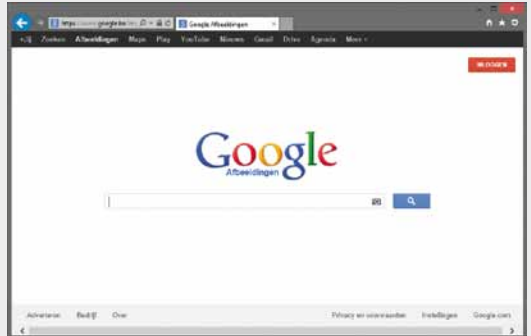 Google Afbeeldingen
+Jij Zoeken Afbeeldingen Maps Play YouTube Nieuws Gmail Drive Agenda Meer
INLOGGEN
Google
Afbeeldingen
Adverteren Bedrijf Over Privacy en voorwaarden Instellingen Google.com